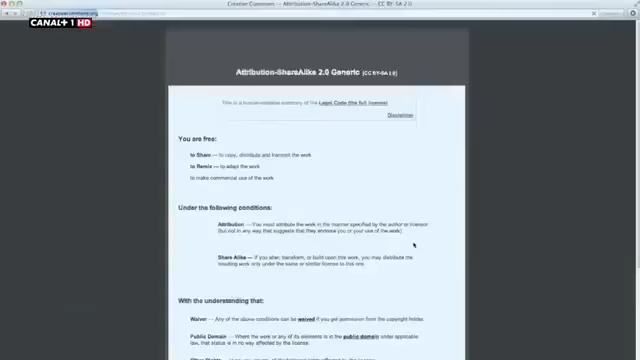 Creative Commons — Attribution-ShareAlike 2.0 Generic — CC BY-SA 2.0
CANAL+ 1 HD
creativecommons.org
Attribution-ShareAlike 2.0 Generic (CC BY-SA 2.0)
This is a human-readable summary of the Legal Code (the full license)
Disclaimer
You are free:
to Share — to copy, distribute and transmit the work
to Remix — to adapt the work
to make commercial use of the work
Under the following conditions:
Attribution — You must attribute the work in the manner specified by the author or licensor
(but not in any way that suggests that they endorse you or your use of the work)
Share Alike — If you alter, transform, or build upon this work, you may distribute the
resulting work only under the same or similar license to this one.
With the understanding that:
Waiver — Any of the above conditions can be waived if you get permission from the copyright holder.
Public Domain — Where the work or any of its elements is in the public domain under applicable
law, that status is in no way affected by the license.